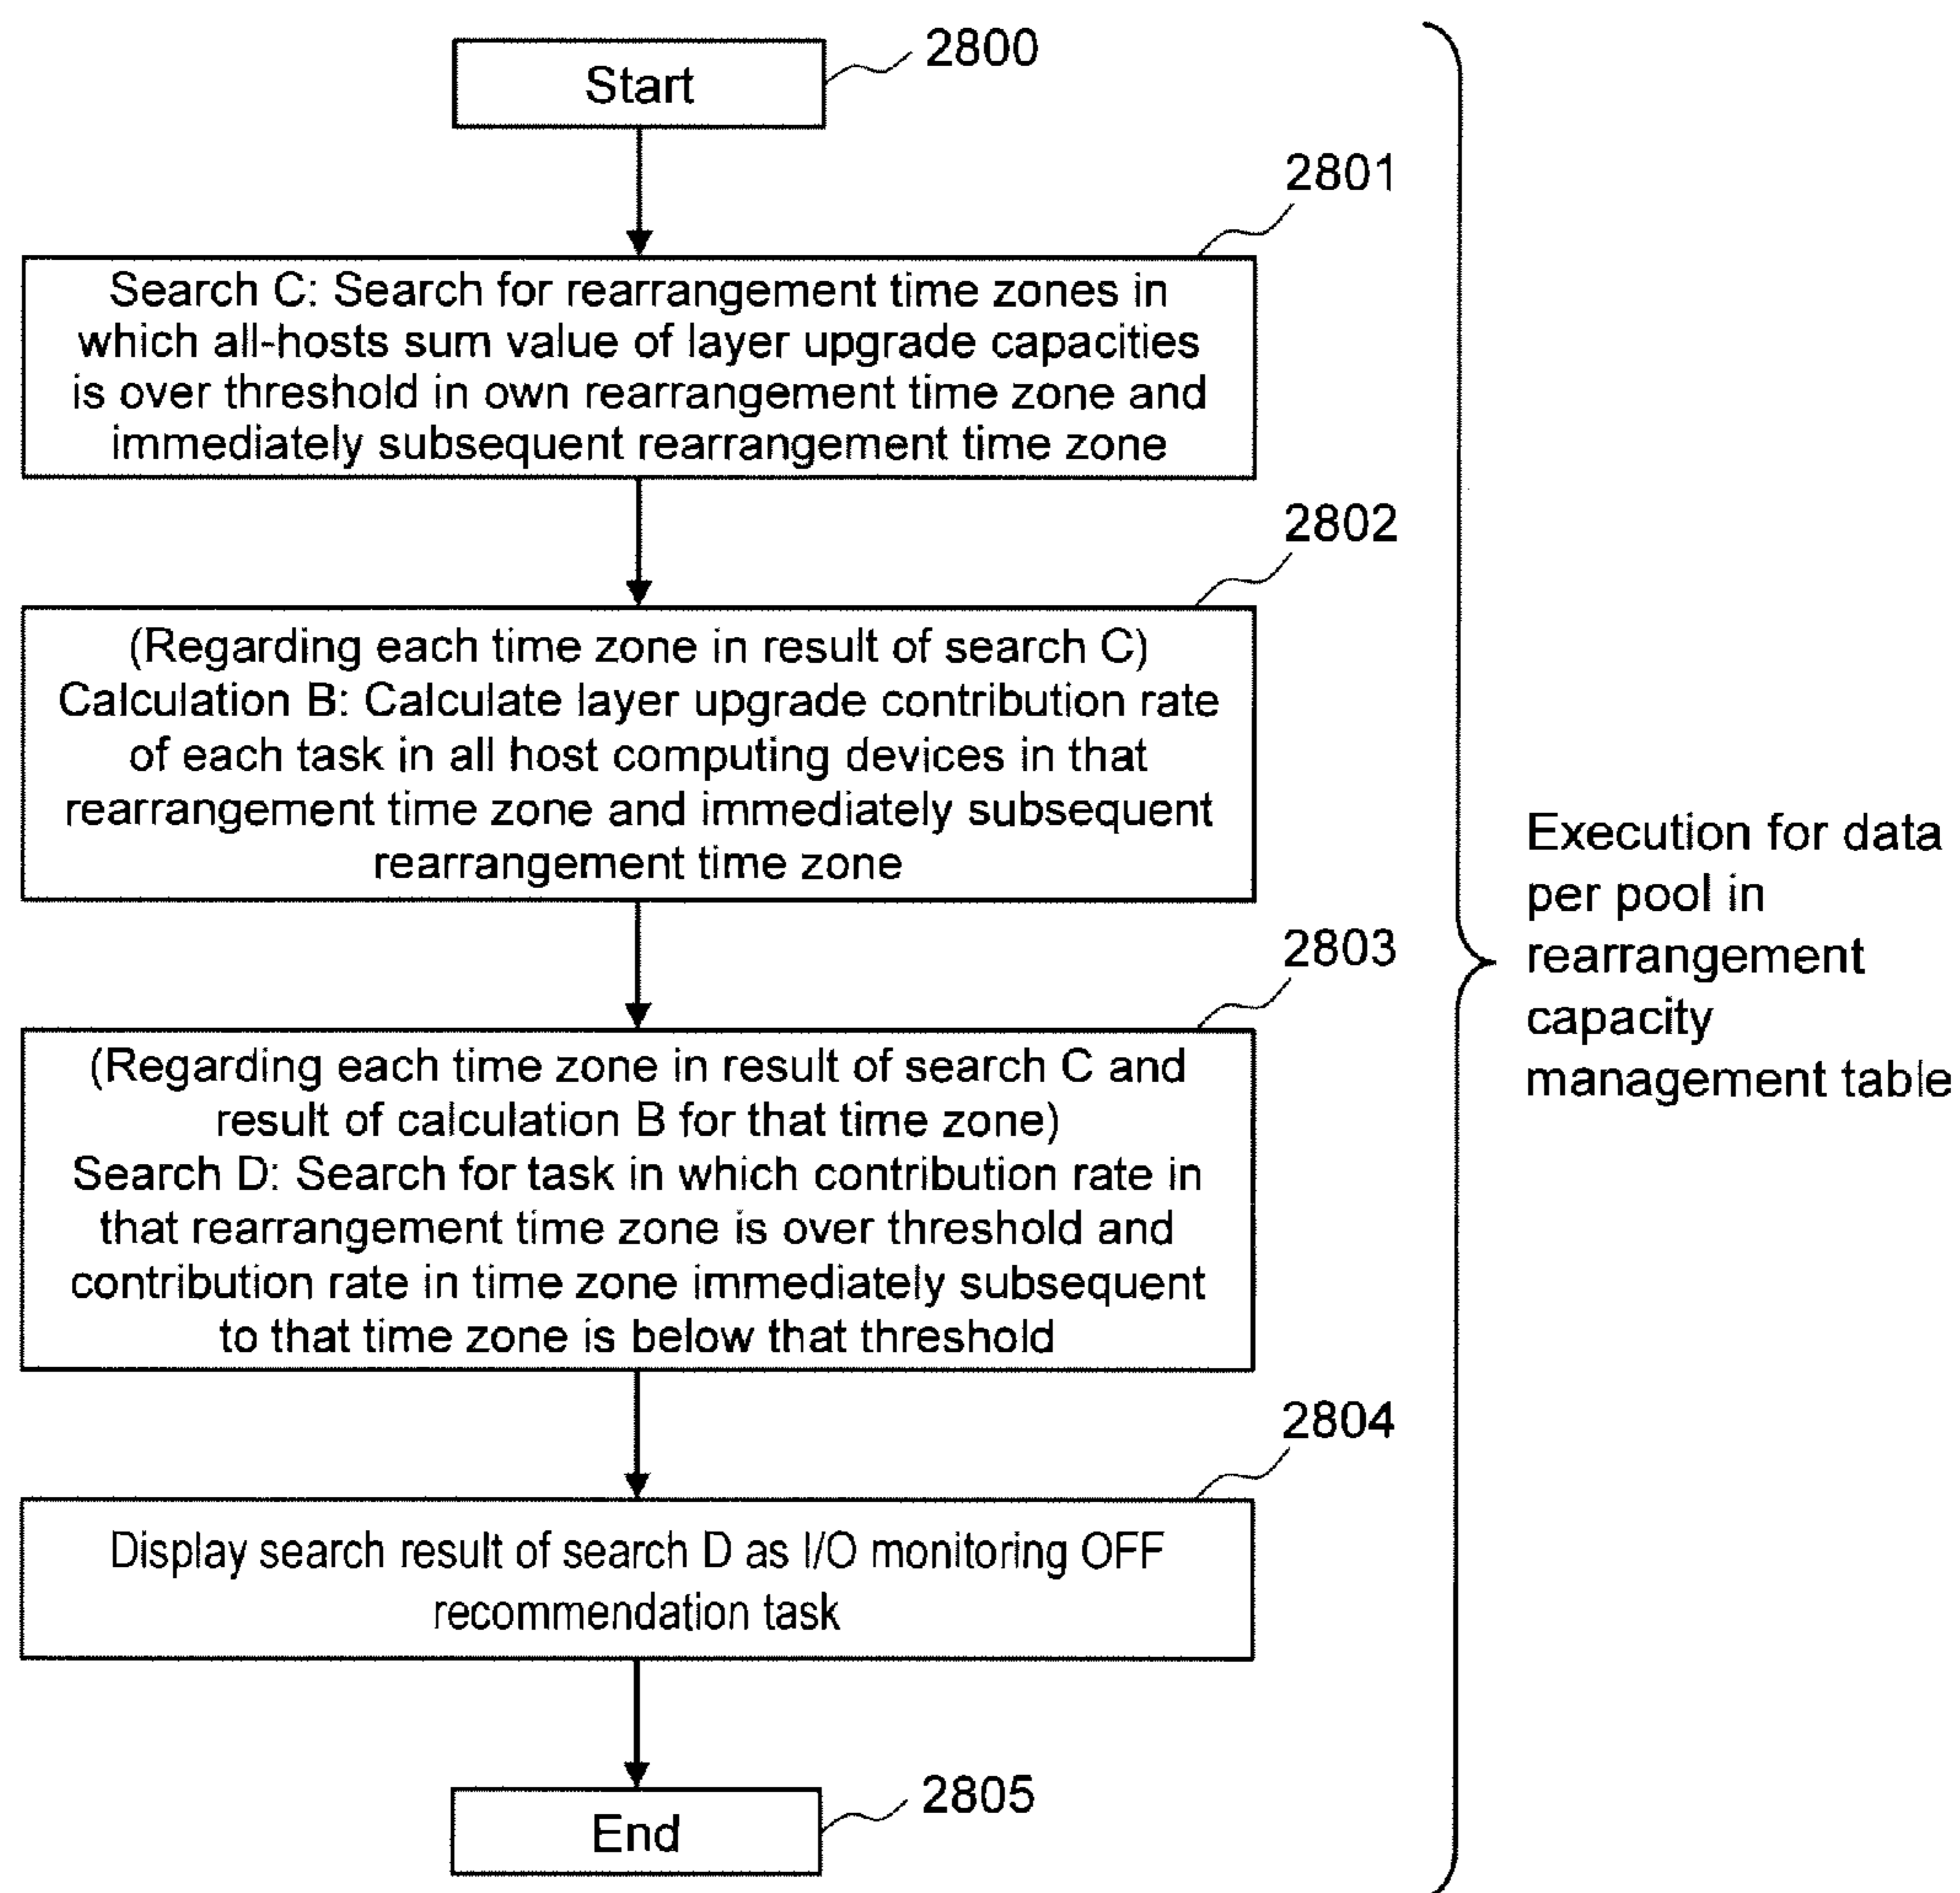 Start
2800
2801
Search C: Search for rearrangement time zones in
which all-hosts sum value of layer upgrade capacities
is over threshold in own rearrangement time zone and
immediately subsequent rearrangement time zone
2802
(Regarding each time zone in result of search C)
Calculation B: Calculate layer upgrade contribution rate
of each task in all host computing devices in that
rearrangement time zone and immediately subsequent
rearrangement time zone
2803
(Regarding each time zone in result of search C and
result of calculation B for that time zone)
Search D: Search for task in which contribution rate in
that rearrangement time zone is over threshold and
contribution rate in time zone immediately subsequent
to that time zone is below that threshold
2804
Display search result of search D as I/O monitoring OFF
recommendation task
End
2805
Execution for data
per pool in
rearrangement
capacity
management table